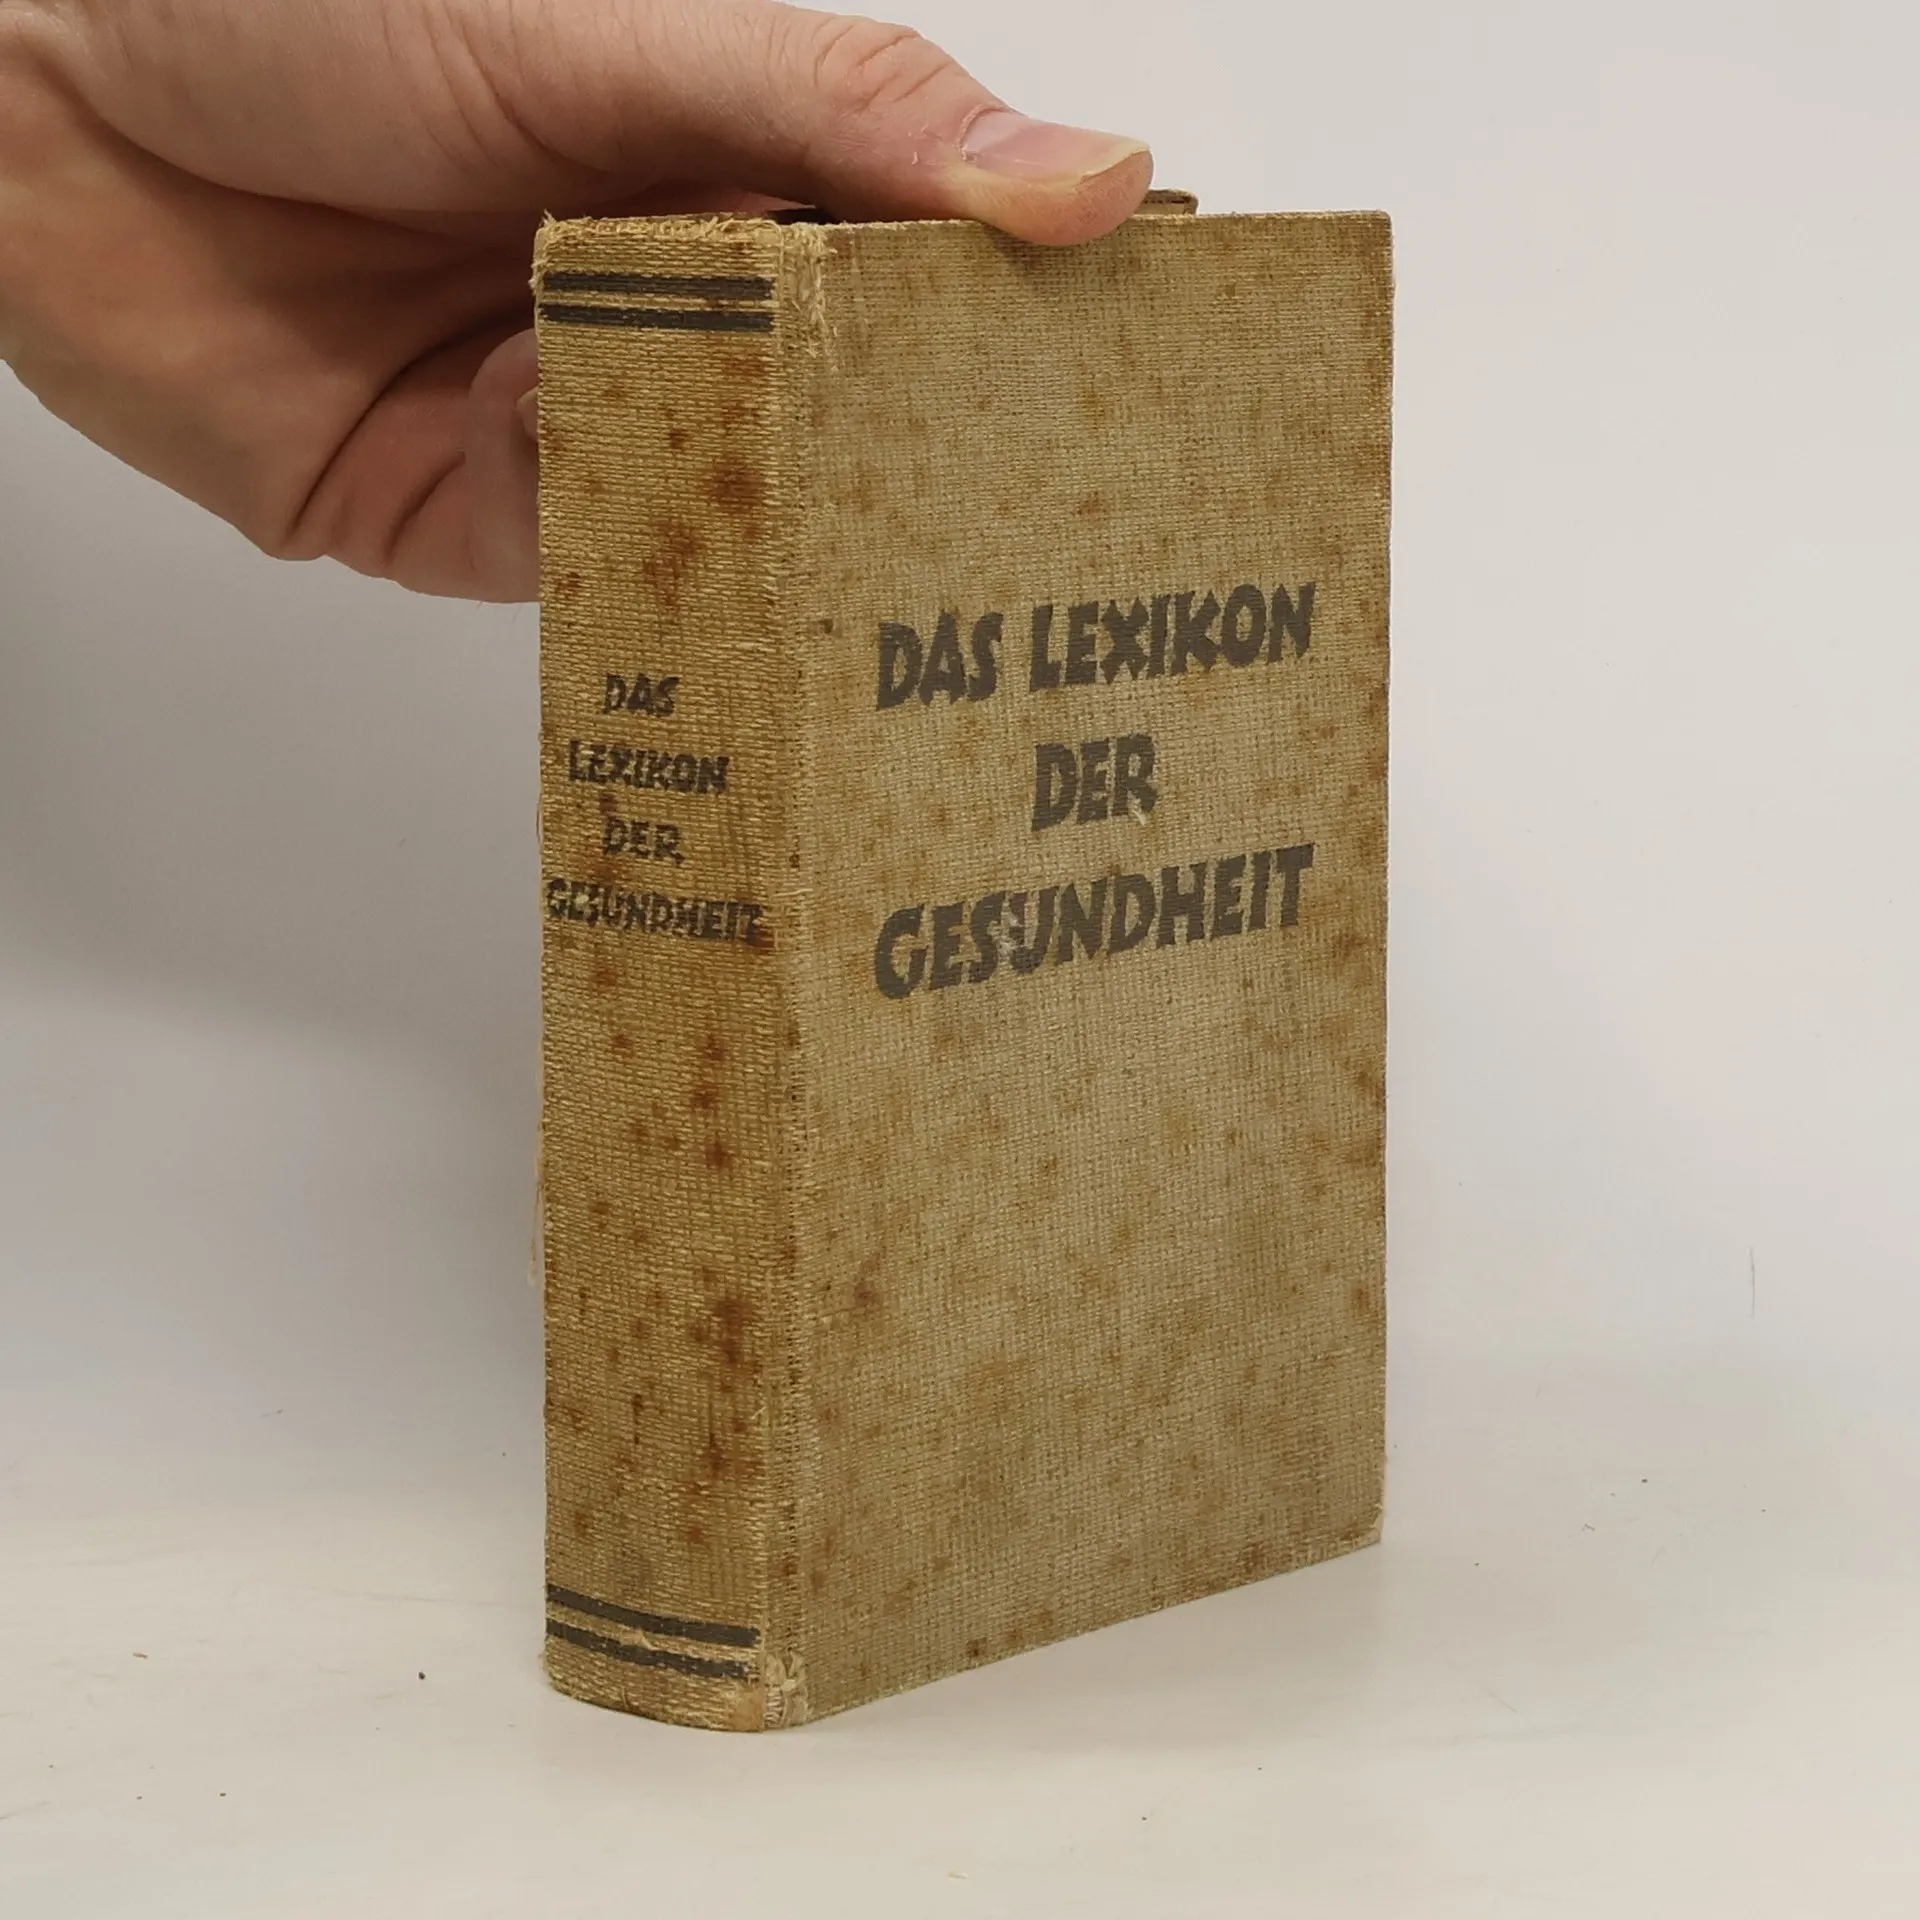 DAS
LEXIKON
DER
GESUNDHEIT
DAS LEXIKON
DER
GESUNDHEIT